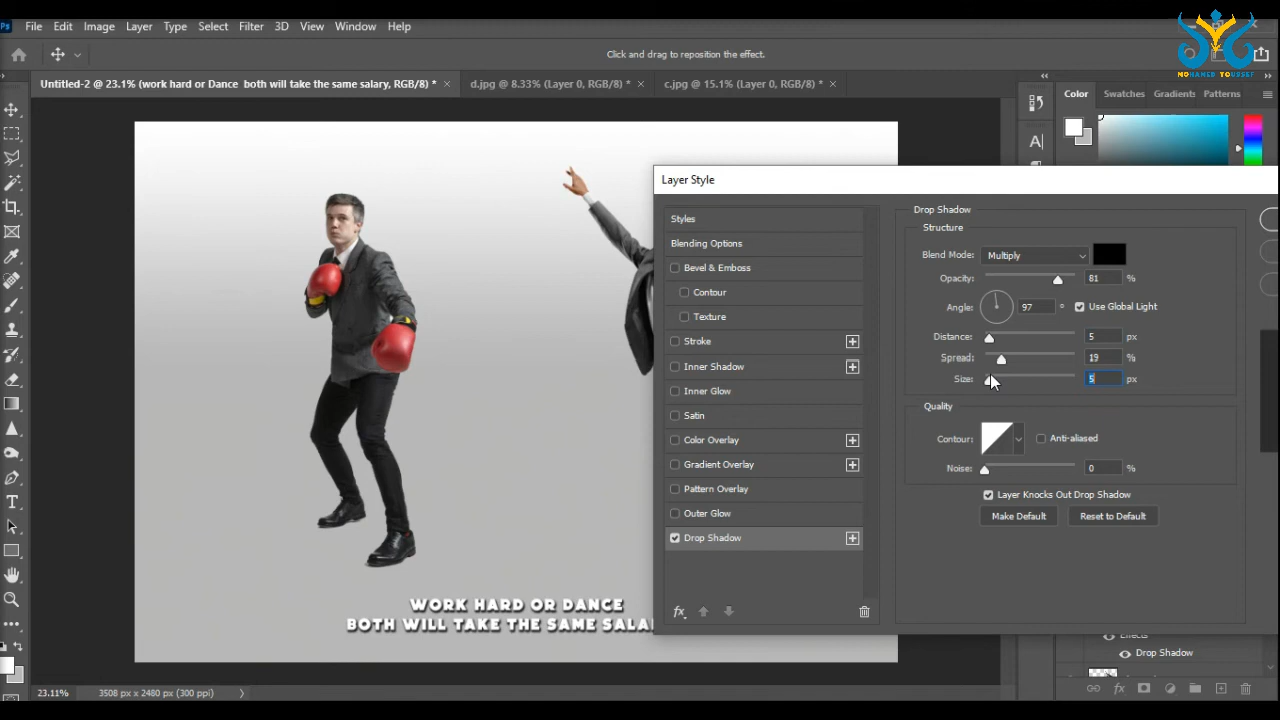 Ps File Edit Image Layer Type Select Filter 3D View Window Help
Click and drag to reposition the effect.
MOHAMED YOUSSEF
Untitled-2 @ 23.1% (work hard or Dance both will take the same salary, RGB/8) * ×
d.jpg @ 8.33% (Layer 0, RGB/8) * ×
c.jpg @ 15.1% (Layer 0, RGB/8) * ×
Color Swatches Gradients Patterns
Layer Style
Styles
Blending Options
Bevel & Emboss
Contour
Texture
Stroke
Inner Shadow
Inner Glow
Satin
Color Overlay
Gradient Overlay
Pattern Overlay
Outer Glow
Drop Shadow
fx
Drop Shadow
Structure
Blend Mode: Multiply
Opacity: 81 %
Angle: 97 ° Use Global Light
Distance: 5 px
Spread: 19 %
Size: 5 px
Quality
Contour: Anti-aliased
Noise: 0 %
Layer Knocks Out Drop Shadow
Make Default Reset to Default
WORK HARD OR DANCE
BOTH WILL TAKE THE SAME
Effects
Drop Shadow
fx
23.11% 3508 px x 2480 px (300 ppi)